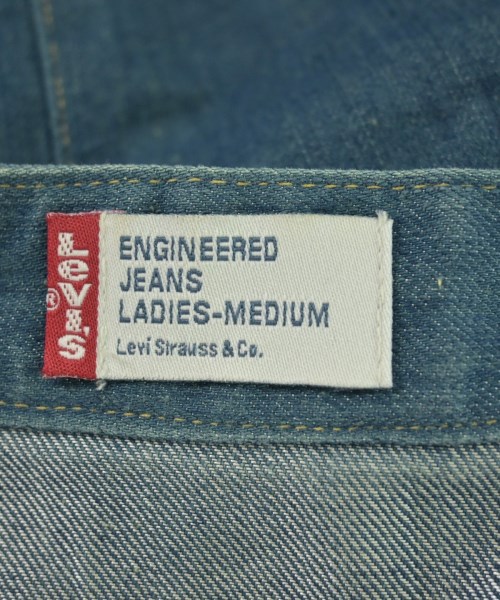 LEVI'S
®
ENGINEERED
JEANS
LADIES-MEDIUM
Levi Strauss & Co.